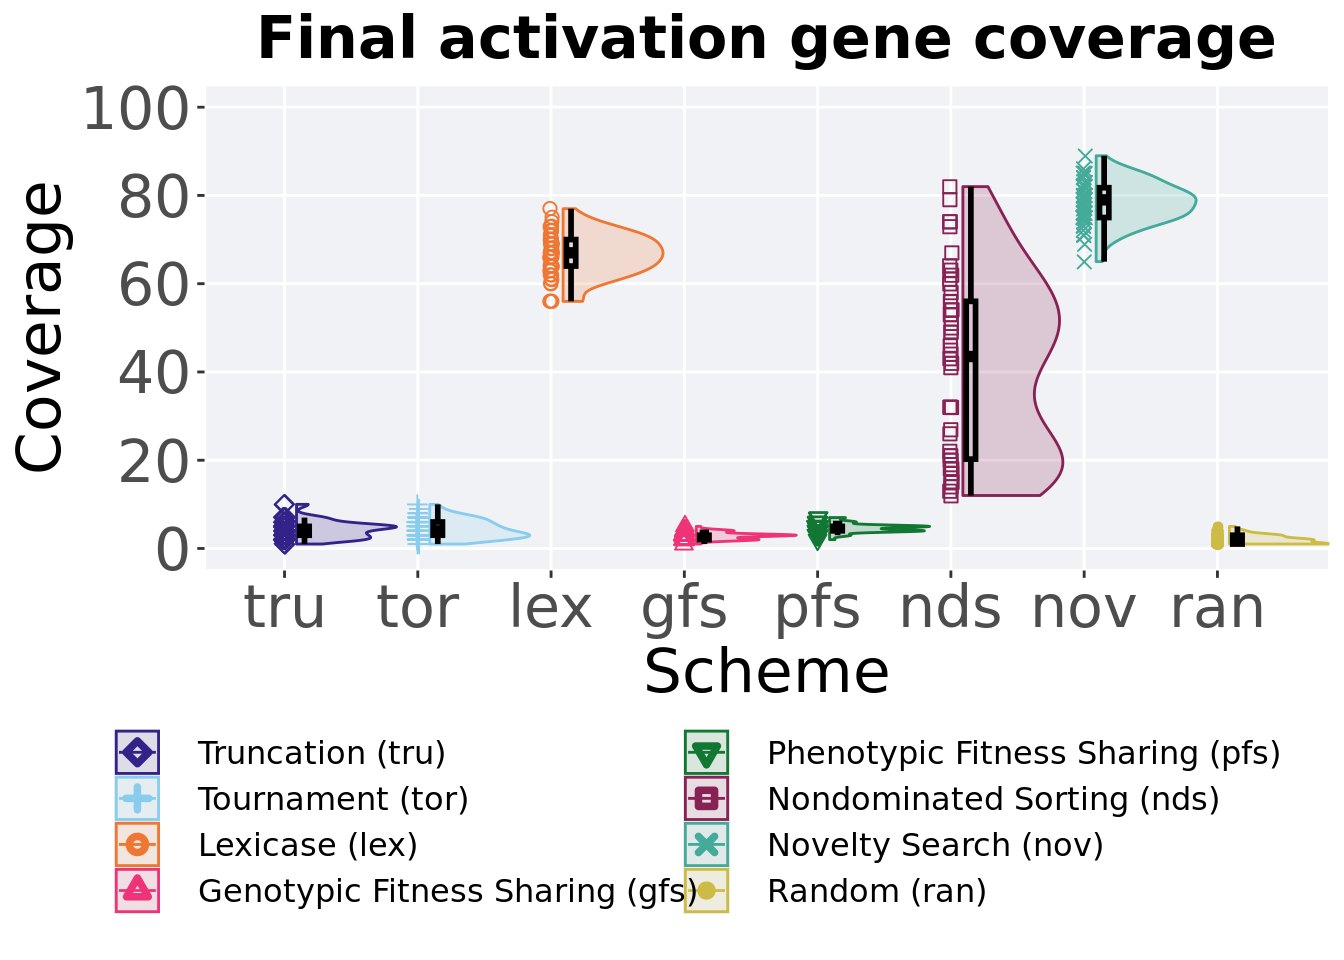 Final activation gene coverage
100
80
60
40
20
0
Coverage
tru tor lex gfs pfs nds nov ran
Scheme
Truncation (tru)
Tournament (tor)
Lexicase (lex)
Genotypic Fitness Sharing (gfs)
Phenotypic Fitness Sharing (pfs)
Nondominated Sorting (nds)
Novelty Search (nov)
Random (ran)